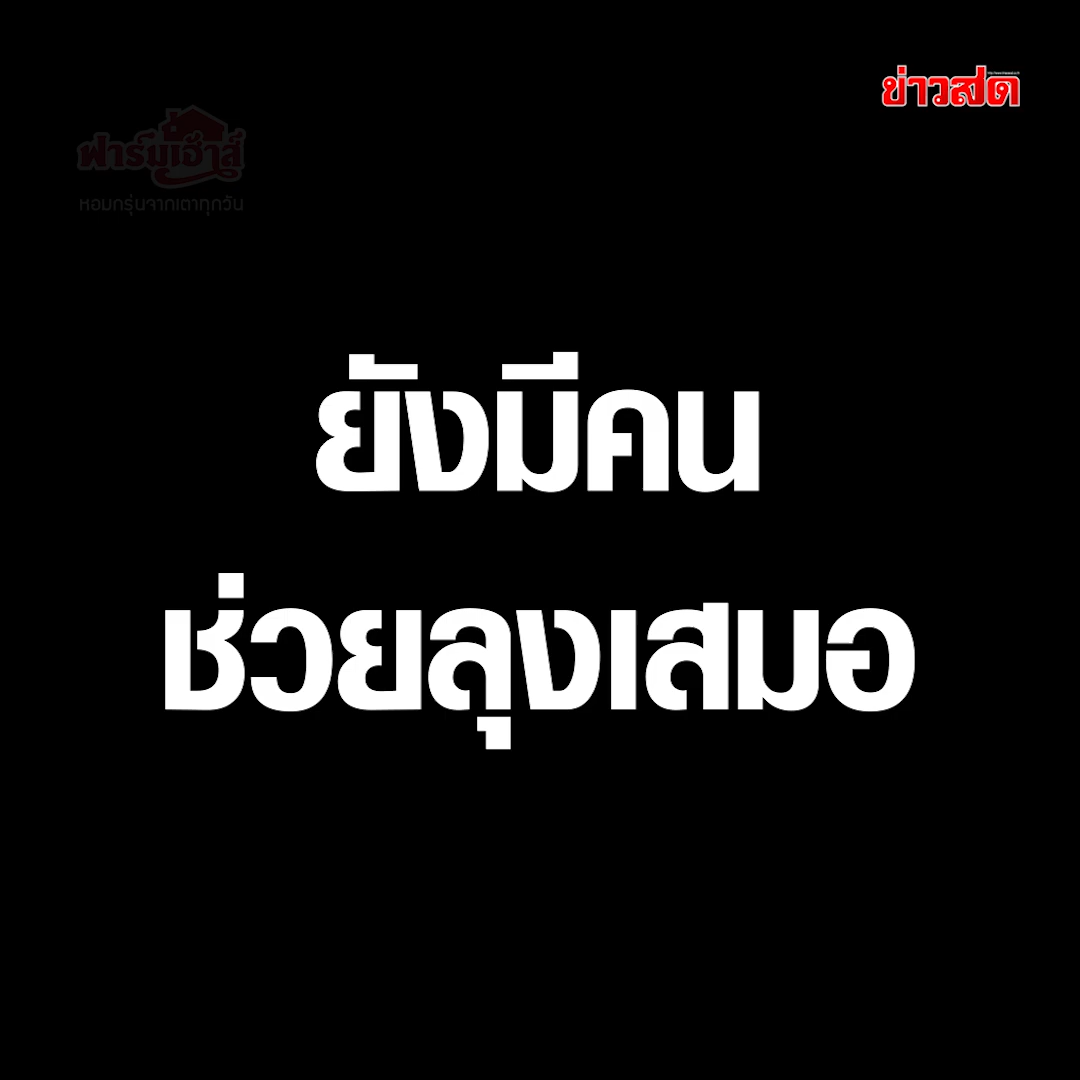 ข่าวสด
ฟาร์มเฮ้าส์
หอมกรุ่นจากเตาทุกวัน
ยังมีคน
ช่วยลุงเสมอ